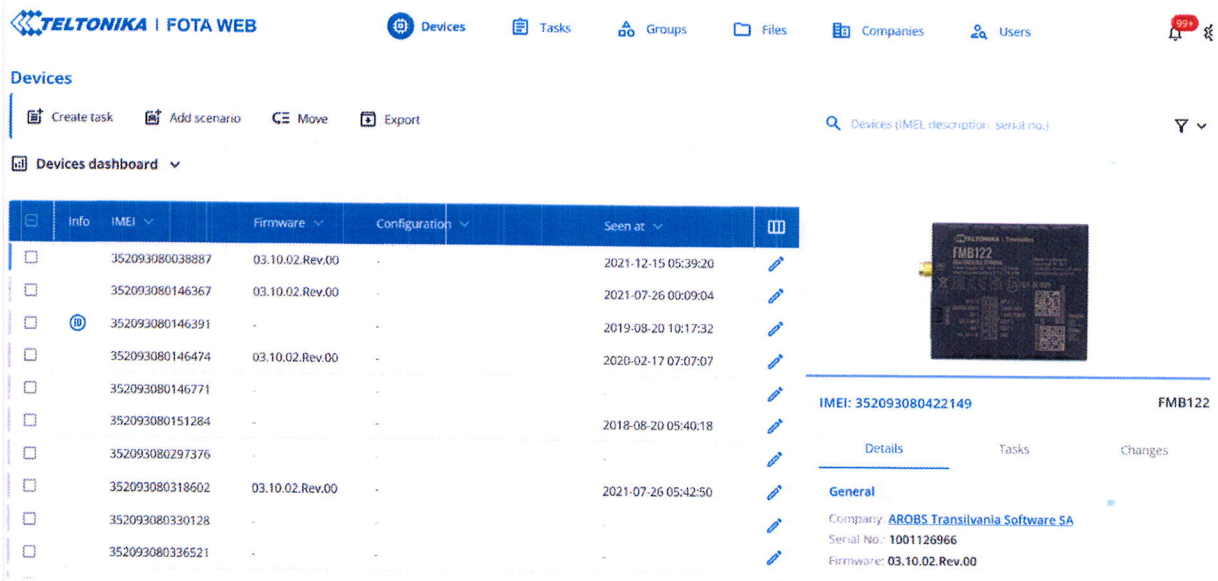 TELTONIKA | FOTA WEB
Devices
Tasks
Groups
Files
Companies
Users
99+
Devices
Create task
Add scenario
Move
Export
Devices (IMEI, description, serial no.)
Devices dashboard
Info IMEI Firmware Configuration Seen at
352093080038887 03.10.02.Rev.00 - 2021-12-15 05:39:20
352093080146367 03.10.02.Rev.00 - 2021-07-26 00:09:04
352093080146391 - - 2019-08-20 10:17:32
352093080146474 03.10.02.Rev.00 - 2020-02-17 07:07:07
352093080146771 - - -
352093080151284 - - 2018-08-20 05:40:18
352093080297376 - - -
352093080318602 03.10.02.Rev.00 - 2021-07-26 05:42:50
352093080330128 - - -
352093080336521 - - -
TELTONIKA | Telematics
FMB122
IMEI: 352093080422149
FMB122
Details
Tasks
Changes
General
Company: AROBS Transilvania Software SA
Serial No.: 1001126966
Firmware: 03.10.02.Rev.00